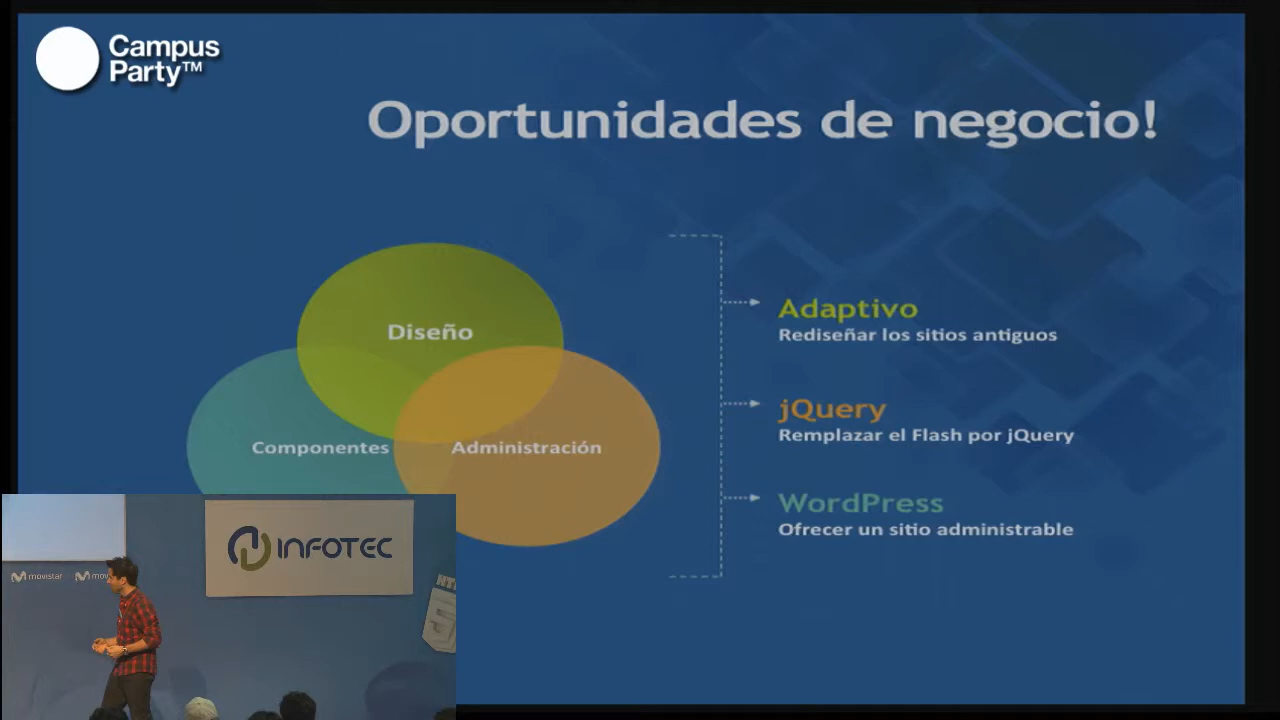 Campus
Party™
Oportunidades de negocio!
Diseño
Componentes
Administración
Adaptivo
Rediseñar los sitios antiguos
jQuery
Remplazar el Flash por jQuery
WordPress
Ofrecer un sitio administrable
INFOTEC
movistar